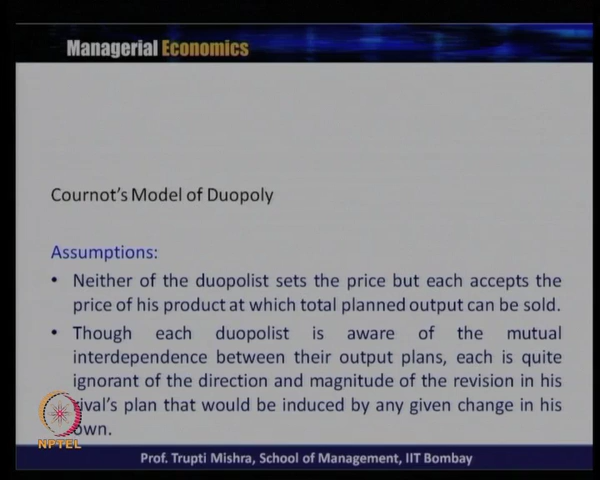 Managerial Economics
Cournot's Model of Duopoly
Assumptions:
• Neither of the duopolist sets the price but each accepts the
price of his product at which total planned output can be sold.
• Though each duopolist is aware of the mutual
interdependence between their output plans, each is quite
ignorant of the direction and magnitude of the revision in his
rival's plan that would be induced by any given change in his
own.
NPTEL
Prof. Trupti Mishra, School of Management, IIT Bombay